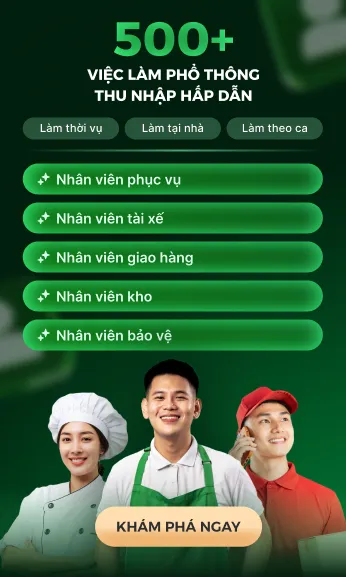 500+
VIỆC LÀM PHỔ THÔNG
THU NHẬP HẤP DẪN
Làm thời vụ
Làm tại nhà
Làm theo ca
Nhân viên phục vụ
Nhân viên tài xế
Nhân viên giao hàng
Nhân viên kho
Nhân viên bảo vệ
KHÁM PHÁ NGAY